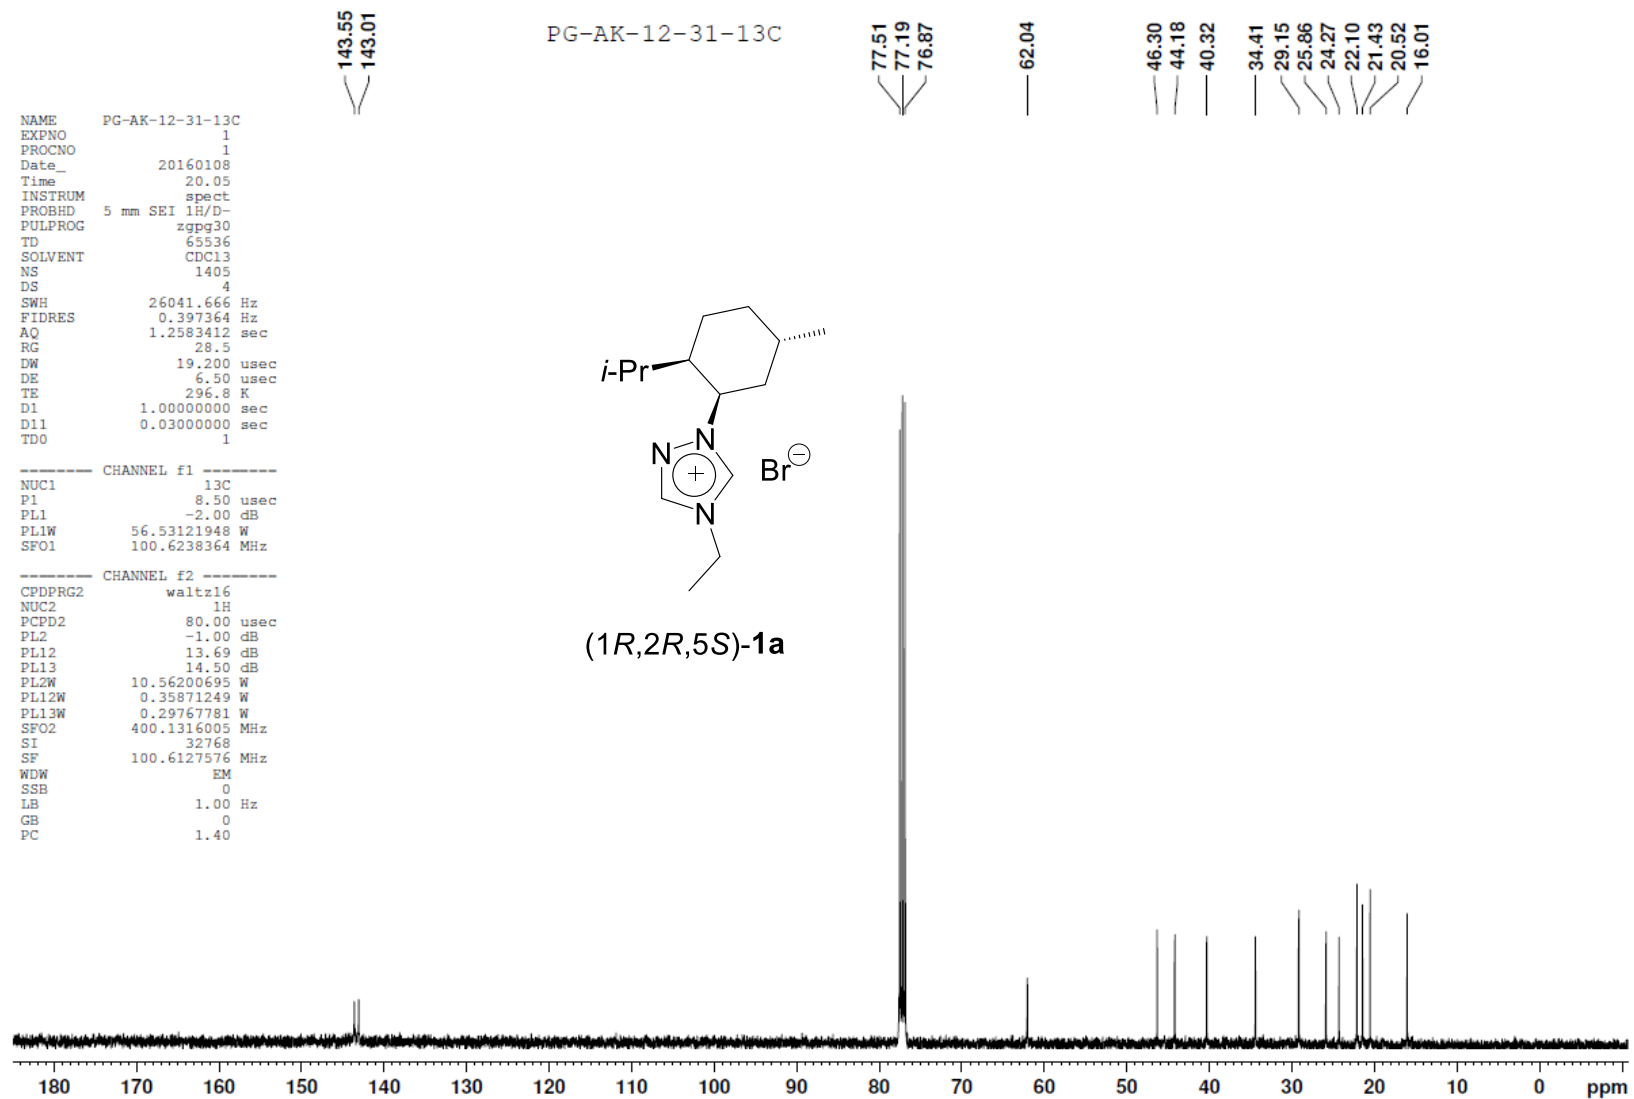 PG-AK-12-31-13C
143.55
143.01
77.51
77.19
76.87
62.04
46.30
44.18
40.32
34.41
29.15
25.86
24.27
22.10
21.43
20.52
16.01
NAME PG-AK-12-31-13C
EXPNO 1
PROCNO 1
Date_ 20160108
Time 20.05
INSTRUM spect
PROBHD 5 mm SEI 1H/D-
PULPROG zgpg30
TD 65536
SOLVENT CDCl3
NS 1405
DS 4
SWH 26041.666 Hz
FIDRES 0.397364 Hz
AQ 1.2583412 sec
RG 28.5
DW 19.200 usec
DE 6.50 usec
TE 296.8 K
D1 1.00000000 sec
D11 0.03000000 sec
TD0 1
======== CHANNEL f1 ========
NUC1 13C
P1 8.50 usec
PL1 -2.00 dB
PL1W 56.53121948 W
SFO1 100.6238364 MHz
======== CHANNEL f2 ========
CPDPRG2 waltz16
NUC2 1H
PCPD2 80.00 usec
PL2 -1.00 dB
PL12 13.69 dB
PL13 14.50 dB
PL2W 10.56200695 W
PL12W 0.35871249 W
PL13W 0.29767781 W
SFO2 400.1316005 MHz
SI 32768
SF 100.6127576 MHz
WDW EM
SSB 0
LB 1.00 Hz
GB 0
PC 1.40
i-Pr
N
N
+
Br⊖
N
(1R,2R,5S)-1a
180 170 160 150 140 130 120 110 100 90 80 70 60 50 40 30 20 10 0 ppm